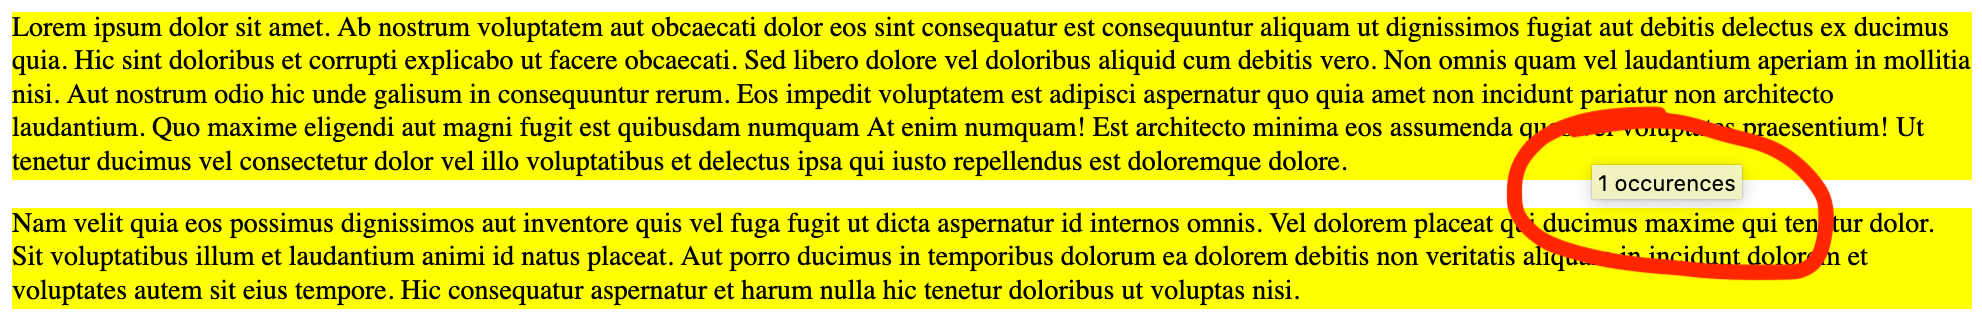 Lorem ipsum dolor sit amet. Ab nostrum voluptatem aut obcaecati dolor eos sint consequatur est consequuntur aliquam ut dignissimos fugiat aut debitis delectus ex ducimus
quia. Hic sint doloribus et corrupti explicabo ut facere obcaecati. Sed libero dolore vel doloribus aliquid cum debitis vero. Non omnis quam vel laudantium aperiam in mollitia
nisi. Aut nostrum odio hic unde galisum in consequuntur rerum. Eos impedit voluptatem est adipisci aspernatur quo quia amet non incidunt pariatur non architecto
laudantium. Quo maxime eligendi aut magni fugit est quibusdam numquam At enim numquam! Est architecto minima eos assumenda vel voluptates praesentium! Ut
tenetur ducimus vel consectetur dolor vel illo voluptatibus et delectus ipsa qui iusto repellendus est doloremque dolore.
1 occurences
Nam velit quia eos possimus dignissimos aut inventore quis vel fuga fugit ut dicta aspernatur id internos omnis. Vel dolorem placeat qui ducimus maxime qui tenetur dolor.
Sit voluptatibus illum et laudantium animi id natus placeat. Aut porro ducimus in temporibus dolorum ea dolorem debitis non veritatis in incidunt dolorem et
voluptates autem sit eius tempore. Hic consequatur aspernatur et harum nulla hic tenetur doloribus ut voluptas nisi.